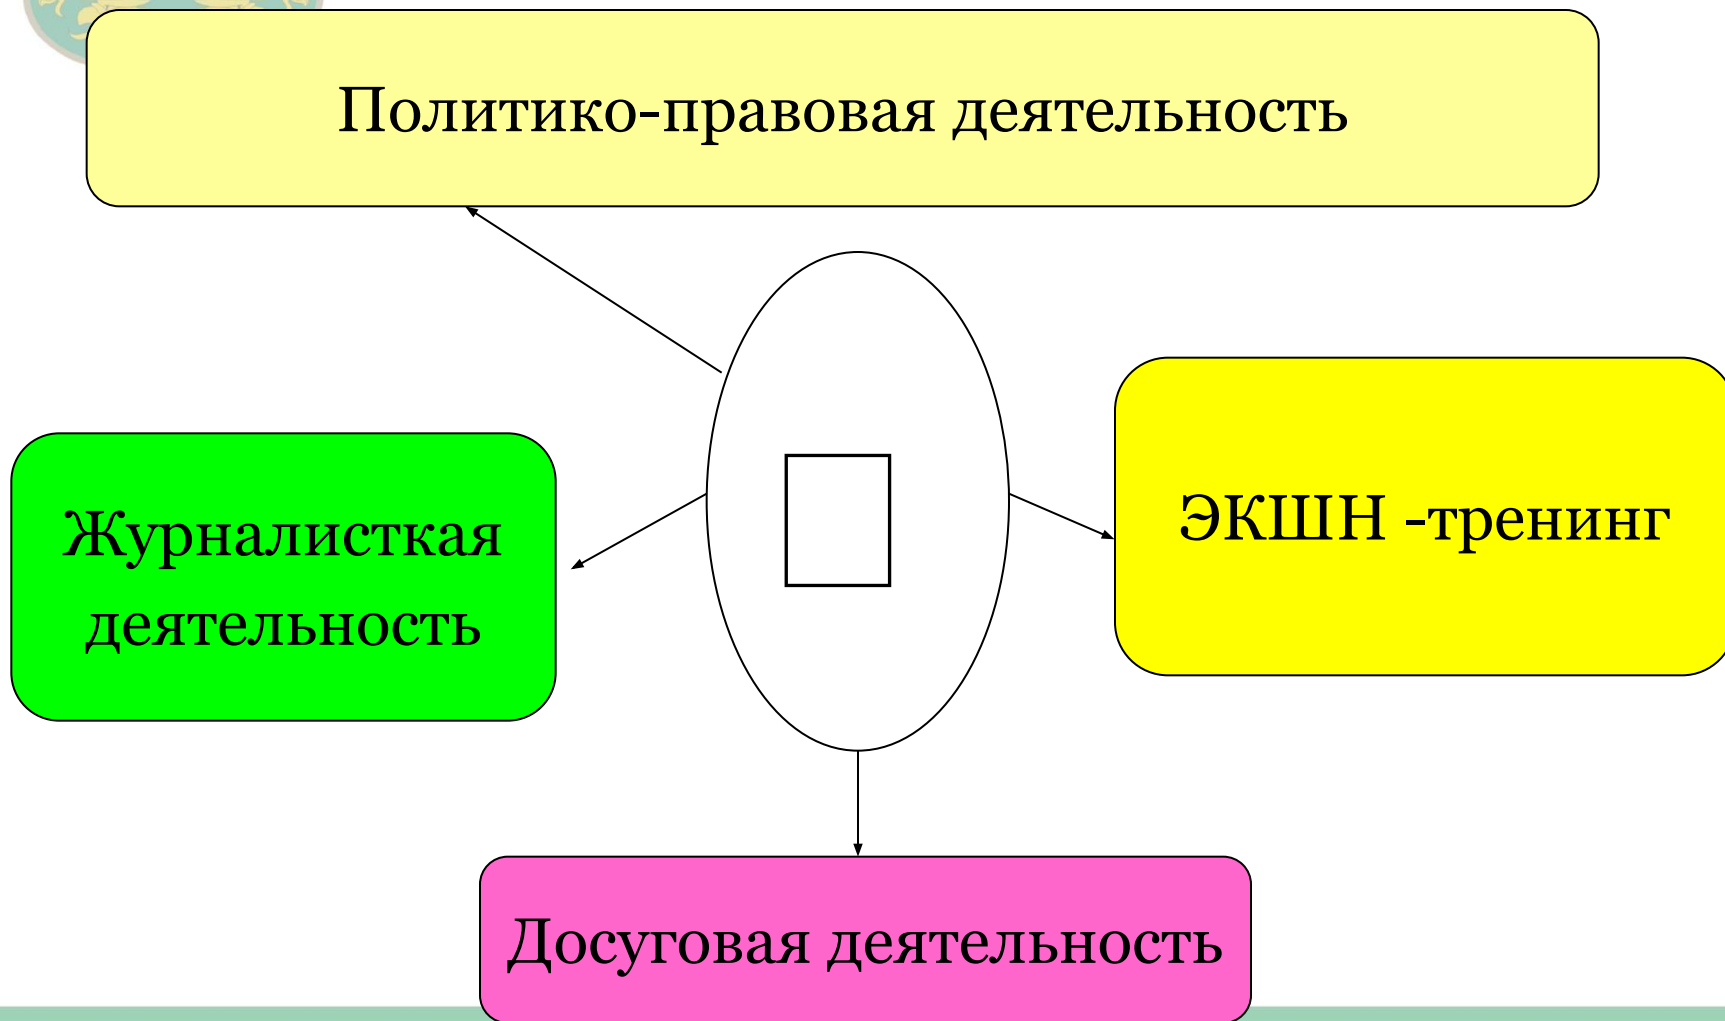 Политико-правовая деятельность
Журналисткая
деятельность
ЭКШН -тренинг
Досуговая деятельность